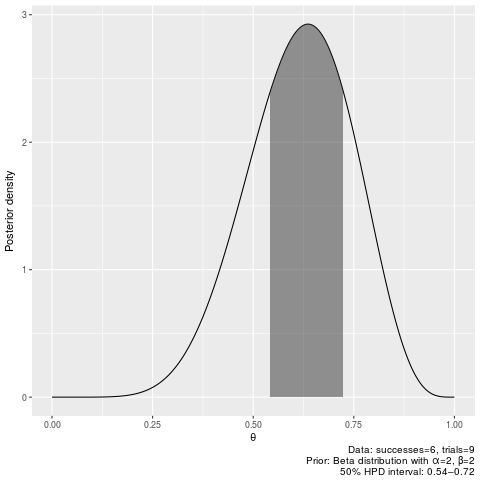 3
2
1
0
Posterior density
0.00 0.25 0.50 0.75 1.00
θ
Data: successes=6, trials=9
Prior: Beta distribution with α=2, β=2
50% HPD interval: 0.54–0.72